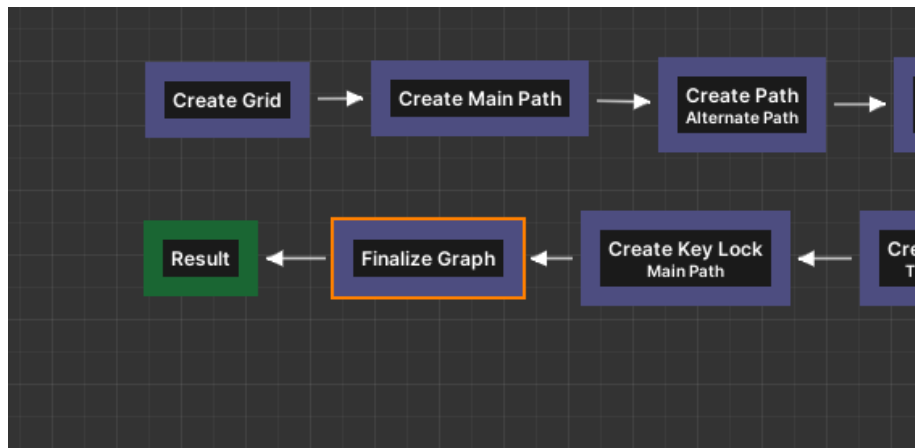 Create Grid
Create Main Path
Create Path
Alternate Path
Result
Finalize Graph
Create Key Lock
Main Path